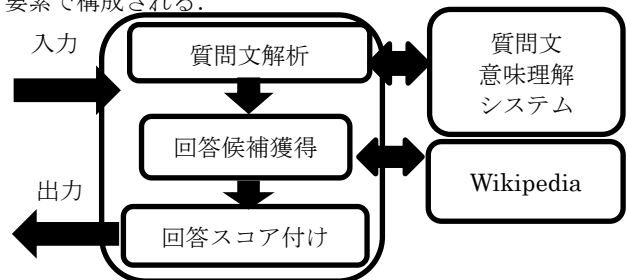 要素で構成される.
入力
質問文解析
質問文
意味理解
システム
回答候補獲得
Wikipedia
出力
回答スコア付け